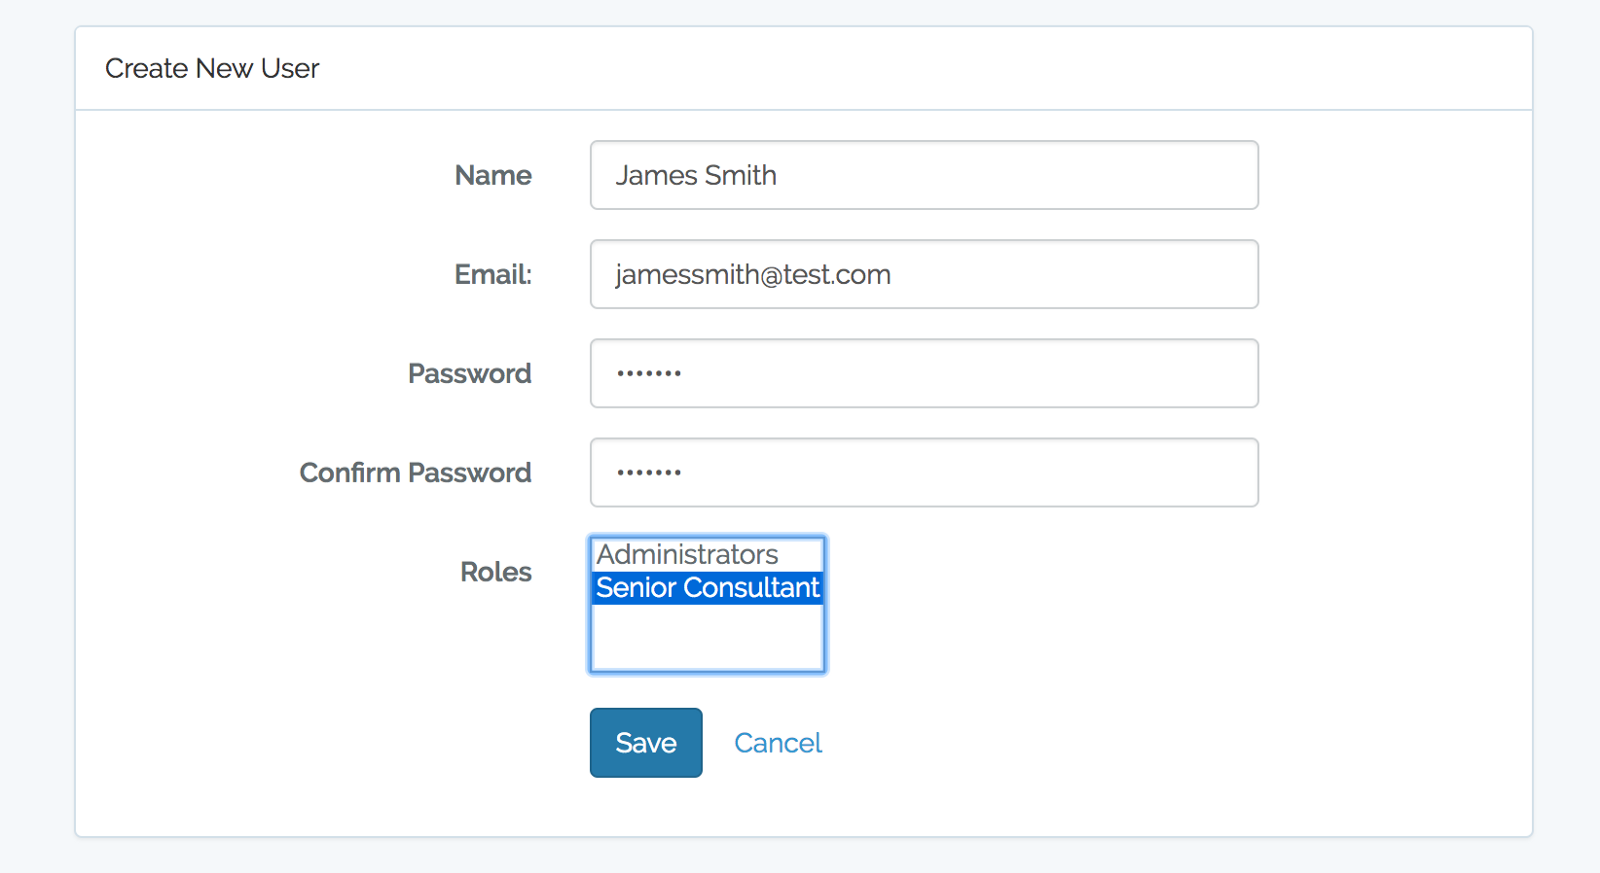 Create New User
Name
James Smith
Email:
jamessmith@test.com
Password
•••••••
Confirm Password
•••••••
Roles
Administrators
Senior Consultant
Save
Cancel